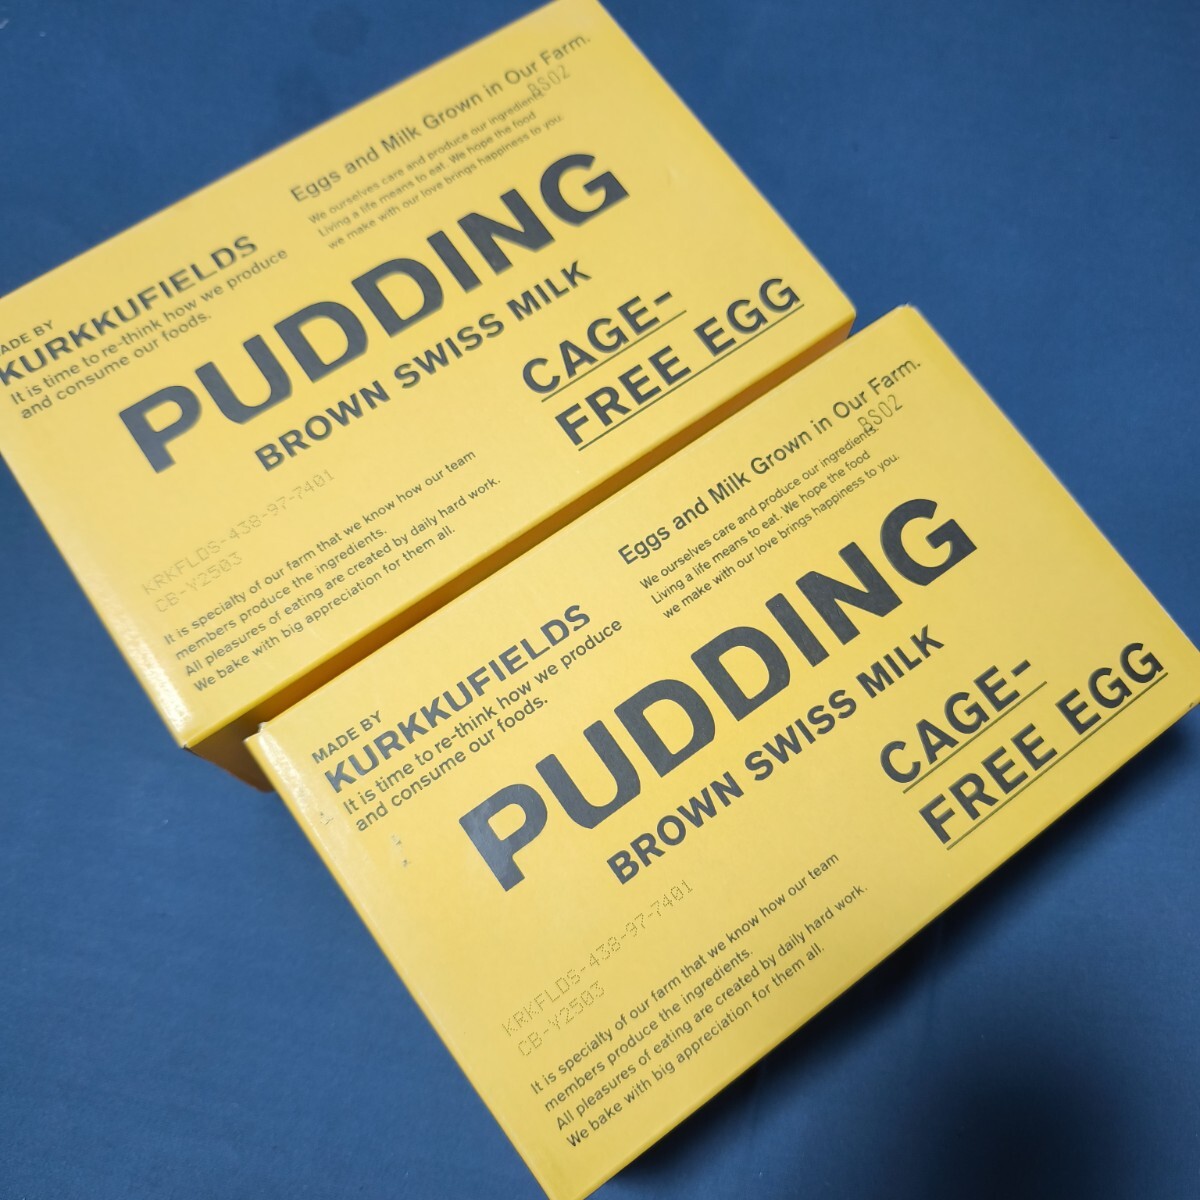 Eggs and Milk Grown in Our Farm.
BS02
We ourselves care and produce our ingredients.
Living a life means to eat. We hope the food
we make with our love brings happiness to you.
MADE BY
KURKKUFIELDS
It is time to re-think how we produce
and consume our foods.
PUDDING
BROWN SWISS MILK
CAGE-
FREE EGG
KRKFLDS-438-97-7401
CB-Y2503
It is specialty of our farm that we know how our team
members produce the ingredients.
All pleasures of eating are created by daily hard work.
We bake with big appreciation for them all.
Eggs and Milk Grown in Our Farm.
BS02
We ourselves care and produce our ingredients.
Living a life means to eat. We hope the food
we make with our love brings happiness to you.
MADE BY
KURKKUFIELDS
It is time to re-think how we produce
and consume our foods.
PUDDING
BROWN SWISS MILK
CAGE-
FREE EGG
KRKFLDS-438-97-7401
CB-Y2503
It is specialty of our farm that we know how our team
members produce the ingredients.
All pleasures of eating are created by daily hard work.
We bake with big appreciation for them all.